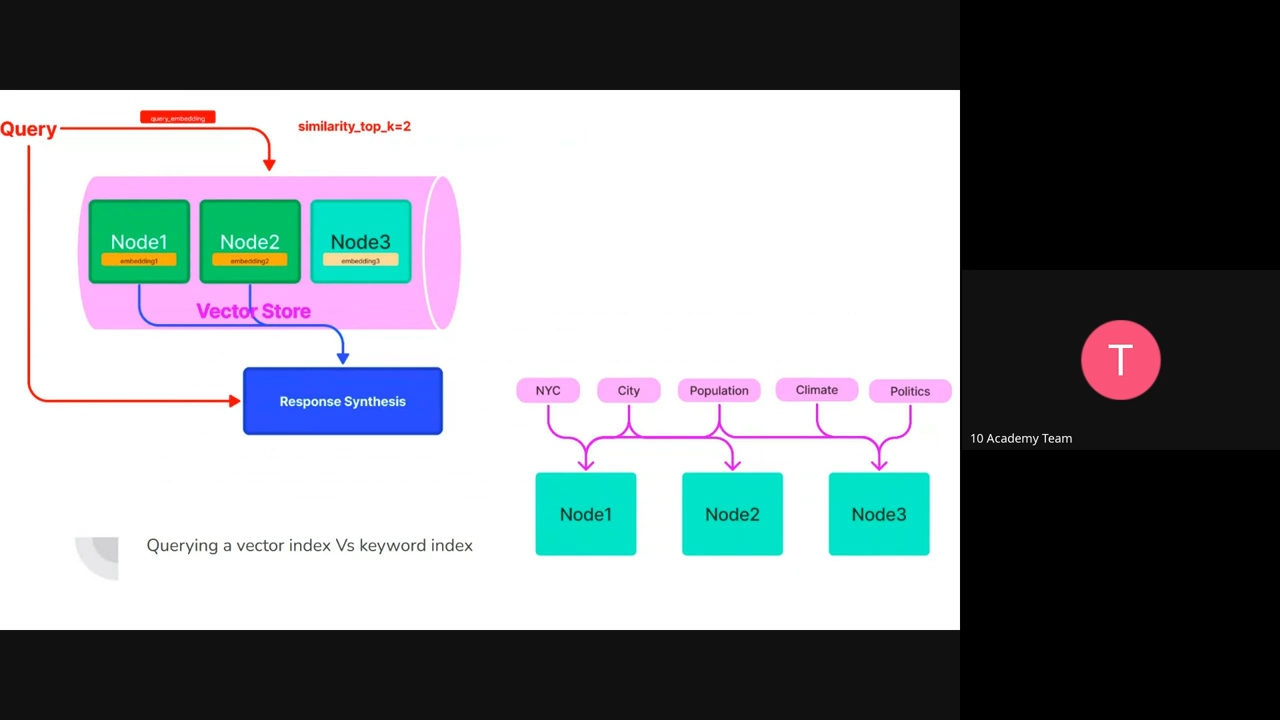 Query
query_embedding
similarity_top_k=2
Node1
embedding1
Node2
embedding2
Node3
embedding3
Vector Store
Response Synthesis
NYC
City
Population
Climate
Politics
Node1
Node2
Node3
Querying a vector index Vs keyword index
T
10 Academy Team